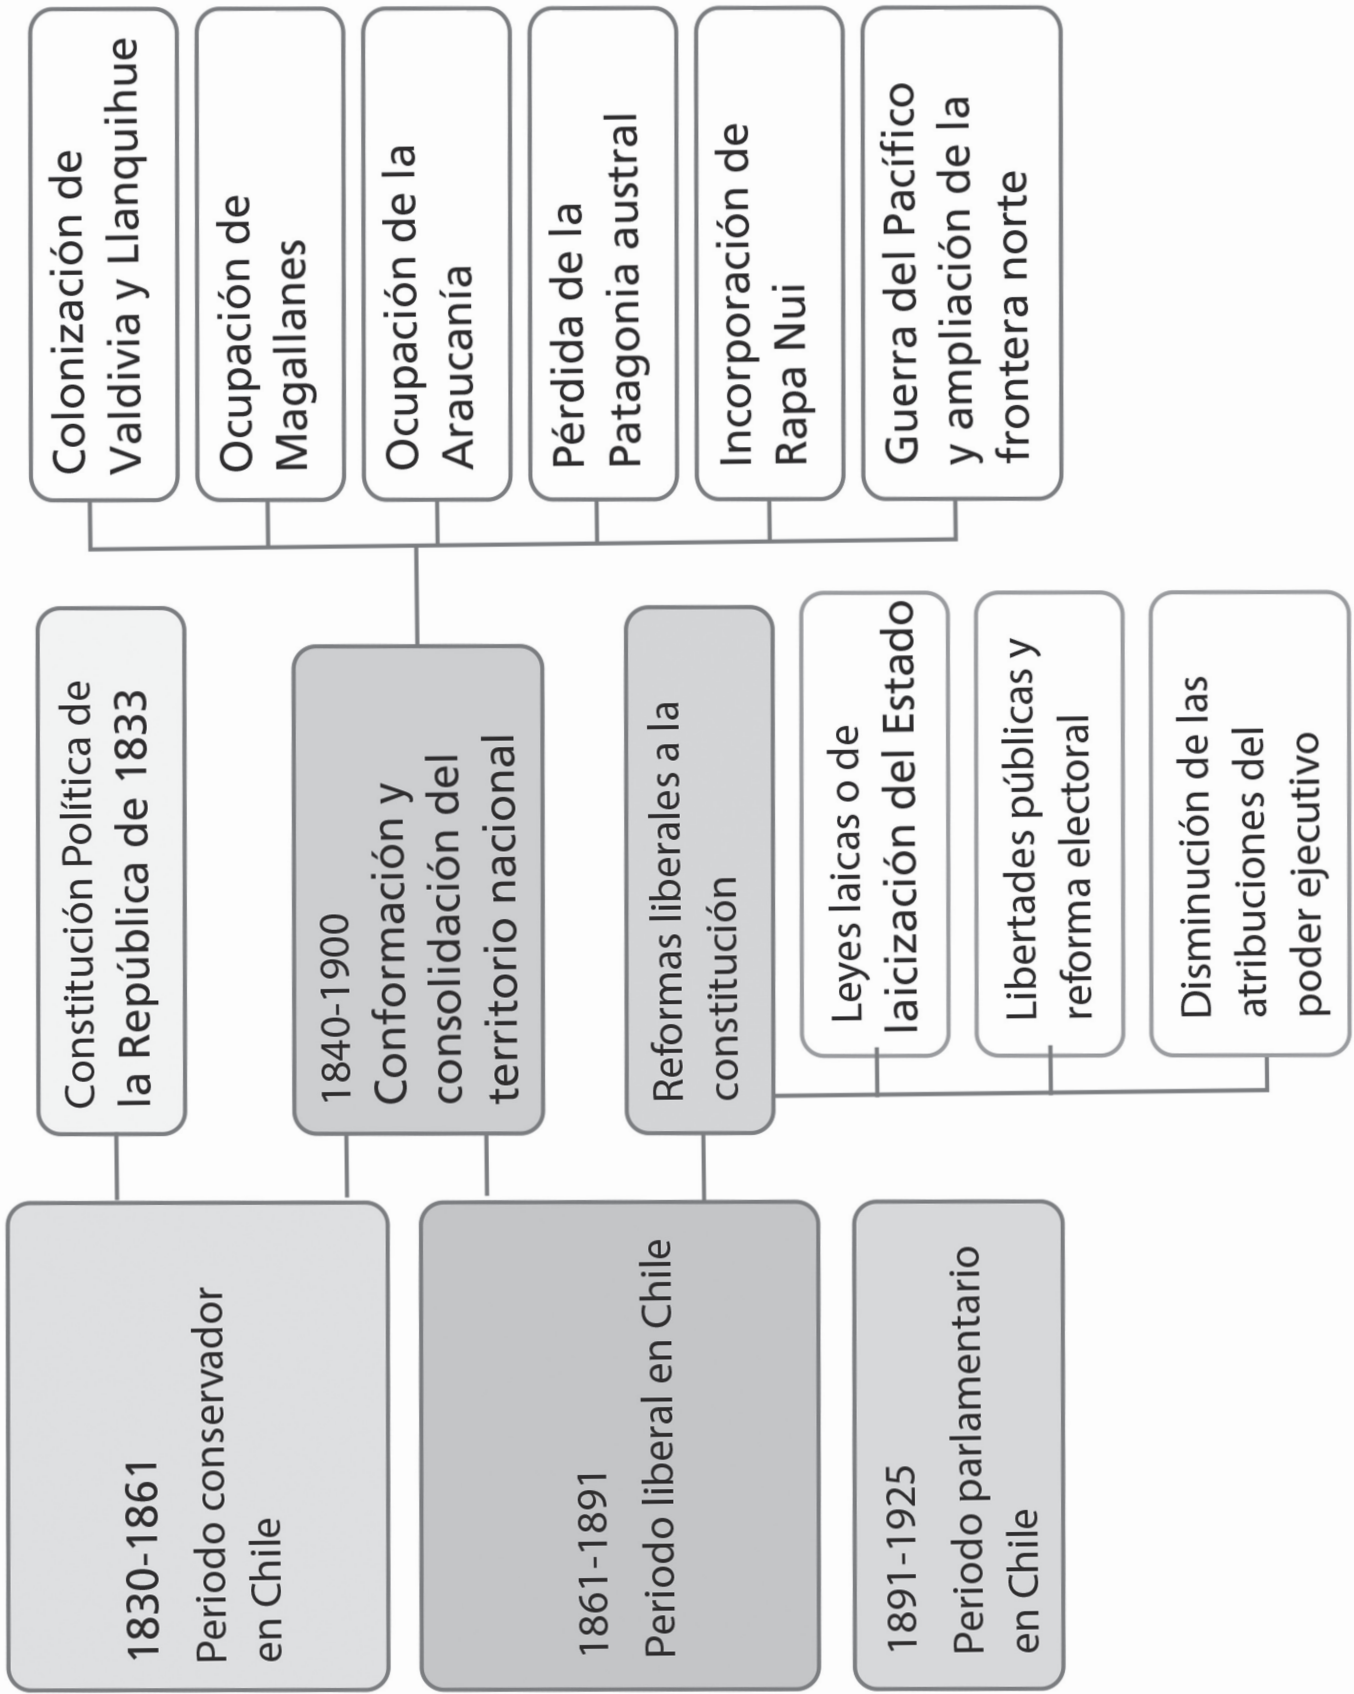 1830-1861
Periodo conservador
en Chile
Constitución Política de
la República de 1833
1840-1900
Conformación y
consolidación del
territorio nacional
Colonización de
Valdivia y Llanquihue
Ocupación de
Magallanes
Ocupación de la
Araucanía
Pérdida de la
Patagonia austral
Incorporación de
Rapa Nui
Guerra del Pacífico
y ampliación de la
frontera norte
1861-1891
Periodo liberal en Chile
Reformas liberales a la
constitución
Leyes laicas o de
laicización del Estado
Libertades públicas y
reforma electoral
Disminución de las
atribuciones del
poder ejecutivo
1891-1925
Periodo parlamentario
en Chile